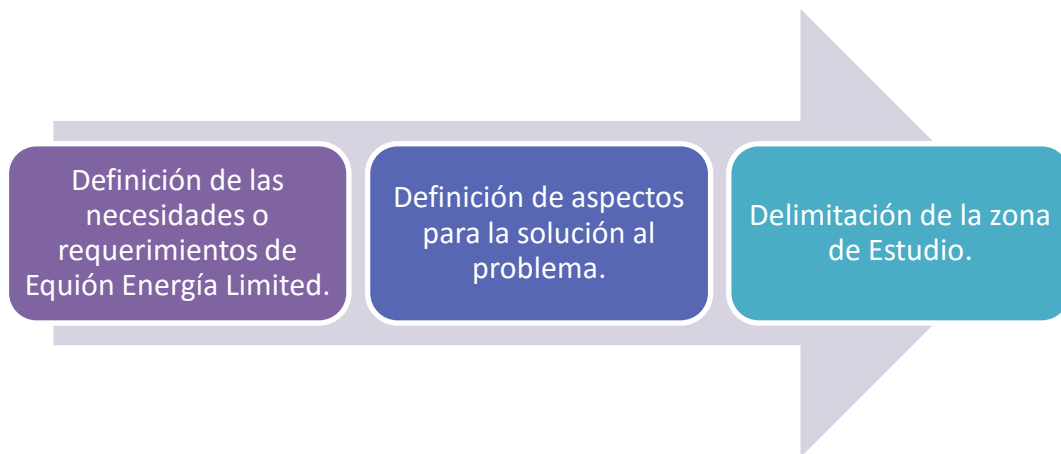 Definición de las
necesidades o
requerimientos de
Equión Energía Limited.
Definición de aspectos
para la solución al
problema.
Delimitación de la zona
de Estudio.